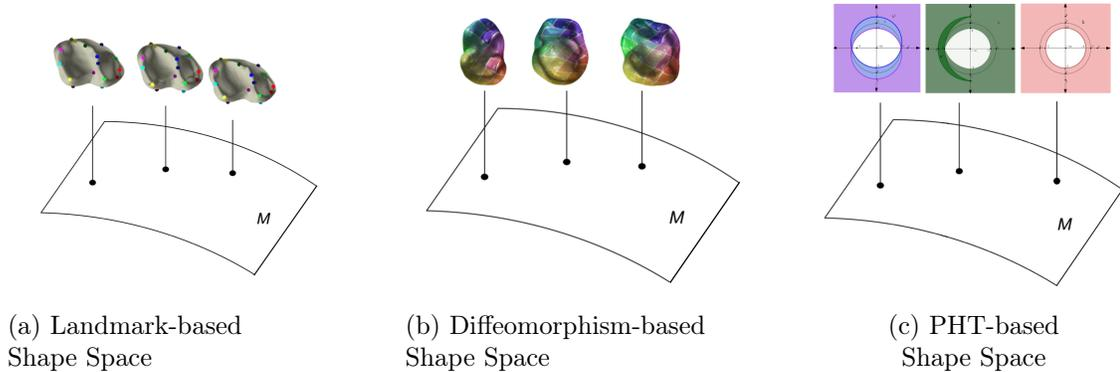 M
M
M
(a) Landmark-based
Shape Space
(b) Diffeomorphism-based
Shape Space
(c) PHT-based
Shape Space